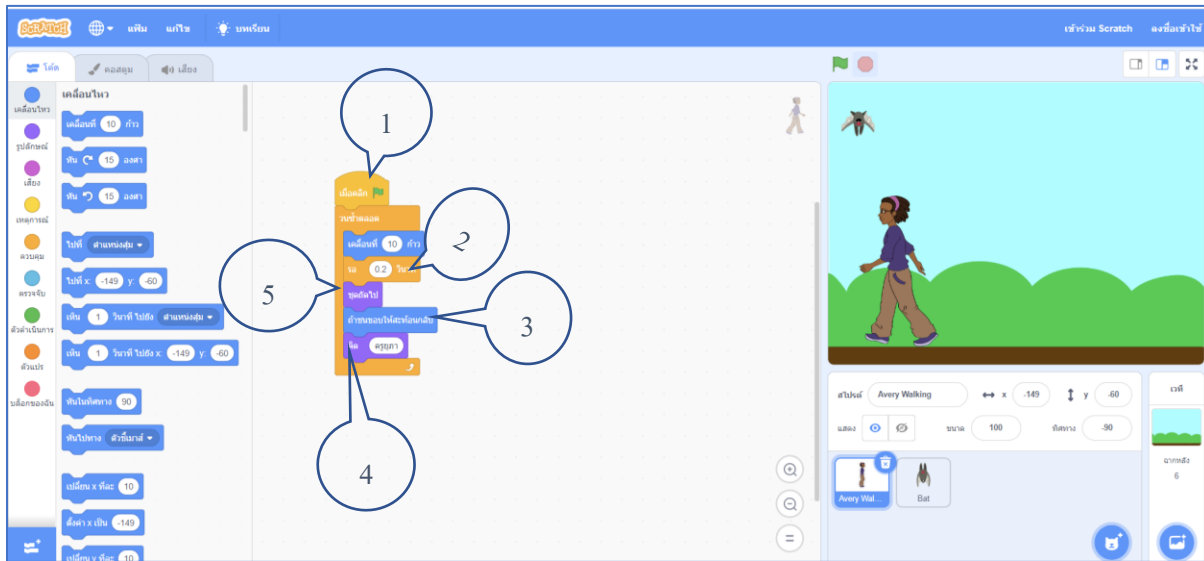 SCRATCH แฟ้ม แก้ไข บทเรียน เข้าร่วม Scratch ลงชื่อเข้าใช้
โค้ด คอสตูม เสียง
เคลื่อนไหว
รูปลักษณ์
เสียง
เหตุการณ์
ควบคุม
ตรวจจับ
ตัวดำเนินการ
ตัวแปร
บล็อกของฉัน
เคลื่อนไหว
เคลื่อนที่ 10 ก้าว
หัน 15 องศา
หัน 15 องศา
ไปที่ ตำแหน่งสุ่ม
ไปที่ x: -149 y: -60
เห็น 1 วินาที ไปยัง ตำแหน่งสุ่ม
เห็น 1 วินาที ไปยัง x: -149 y: -60
หันในทิศทาง 90
หันไปทาง ตัวชี้เมาส์
เปลี่ยน x ทีละ 10
ตั้งค่า x เป็น -149
เปลี่ยน y ทีละ 10
1
เมื่อคลิก
วนซ้ำตลอด
เคลื่อนที่ 10 ก้าว
2
รอ 0.2
5
ชุดถัดไป
ถ้าชนขอบให้สะท้อนกลับ
3
คิด ครูยุภา
4
สไปรต์ Avery Walking x -149 y -60
แสดง ขนาด 100 ทิศทาง -90
Avery Wal...
Bat
เวที
ฉากหลัง
6